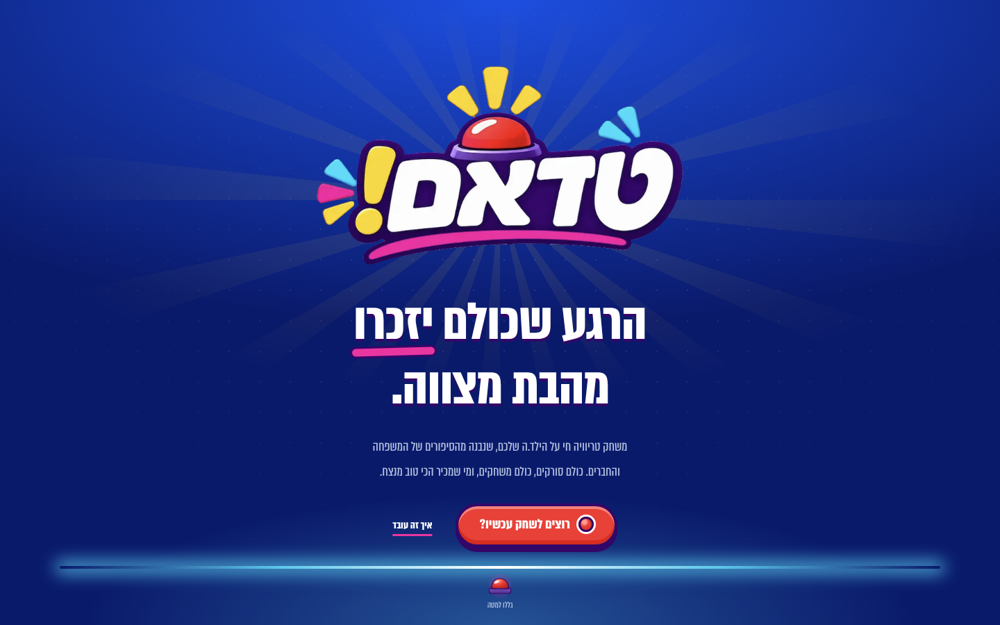 טדאם!
הרגע שכולם יזכרו
מהבת מצווה.
משחק טריוויה חי על הילד.ה שלכם, שנבנה מהסיפורים של המשפחה
והחברים. כולם סורקים, כולם משחקים, ומי שמכיר הכי טוב מנצח.
רוצים לשחק עכשיו?
איך זה עובד
גללו למטה